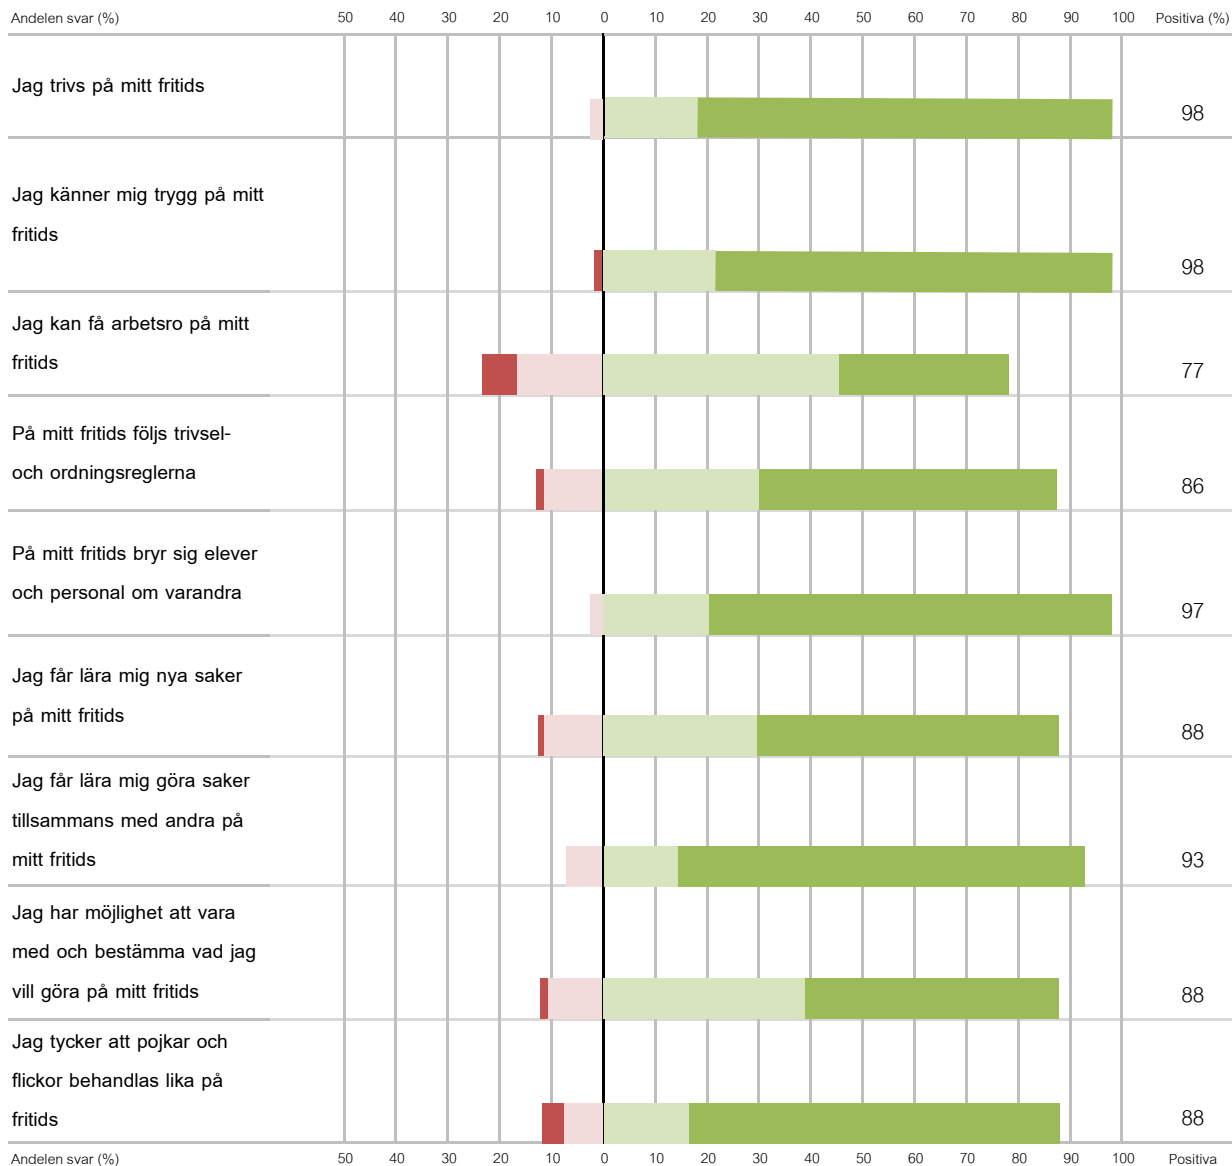 Andelen svar (%) 50 40 30 20 10 0 10 20 30 40 50 60 70 80 90 100 Positiva (%)
Jag trivs på mitt fritids
98
Jag känner mig trygg på mitt
fritids
98
Jag kan få arbetsro på mitt
fritids
77
På mitt fritids följs trivsel-
och ordningsreglerna
86
På mitt fritids bryr sig elever
och personal om varandra
97
Jag får lära mig nya saker
på mitt fritids
88
Jag får lära mig göra saker
tillsammans med andra på
mitt fritids
93
Jag har möjlighet att vara
med och bestämma vad jag
vill göra på mitt fritids
88
Jag tycker att pojkar och
flickor behandlas lika på
fritids
88
Andelen svar (%) 50 40 30 20 10 0 10 20 30 40 50 60 70 80 90 100 Positiva